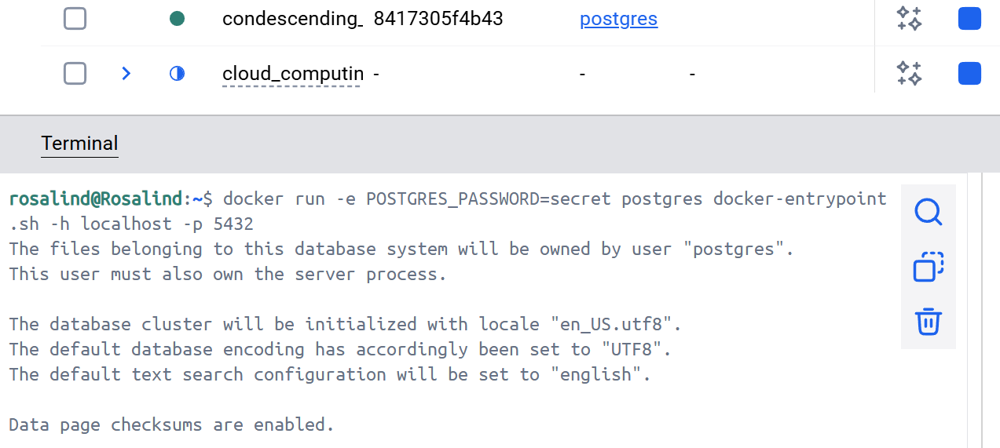 condescending_ 8417305f4b43 postgres
cloud_computin - - -
Terminal
rosalind@Rosalind:~$ docker run -e POSTGRES_PASSWORD=secret postgres docker-entrypoint
.sh -h localhost -p 5432
The files belonging to this database system will be owned by user "postgres".
This user must also own the server process.
The database cluster will be initialized with locale "en_US.utf8".
The default database encoding has accordingly been set to "UTF8".
The default text search configuration will be set to "english".
Data page checksums are enabled.